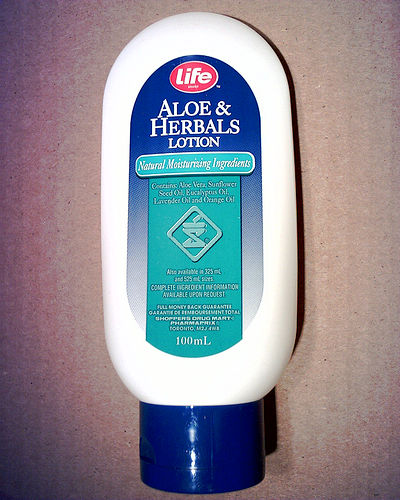 Life
ALOE &
HERBALS
LOTION
Natural Moisturizing Ingredients
Contains: Aloe Vera, Sunflower
Seed Oil, Eucalyptus Oil,
Lavender Oil and Orange Oil
Also available in 325 mL
and 525 mL sizes
COMPLETE INGREDIENT INFORMATION
AVAILABLE UPON REQUEST
FULL MONEY BACK GUARANTEE
GARANTIE DE REMBOURSEMENT TOTAL
SHOPPERS DRUG MART
PHARMAPRIX
TORONTO, M2J 4W8
100mL